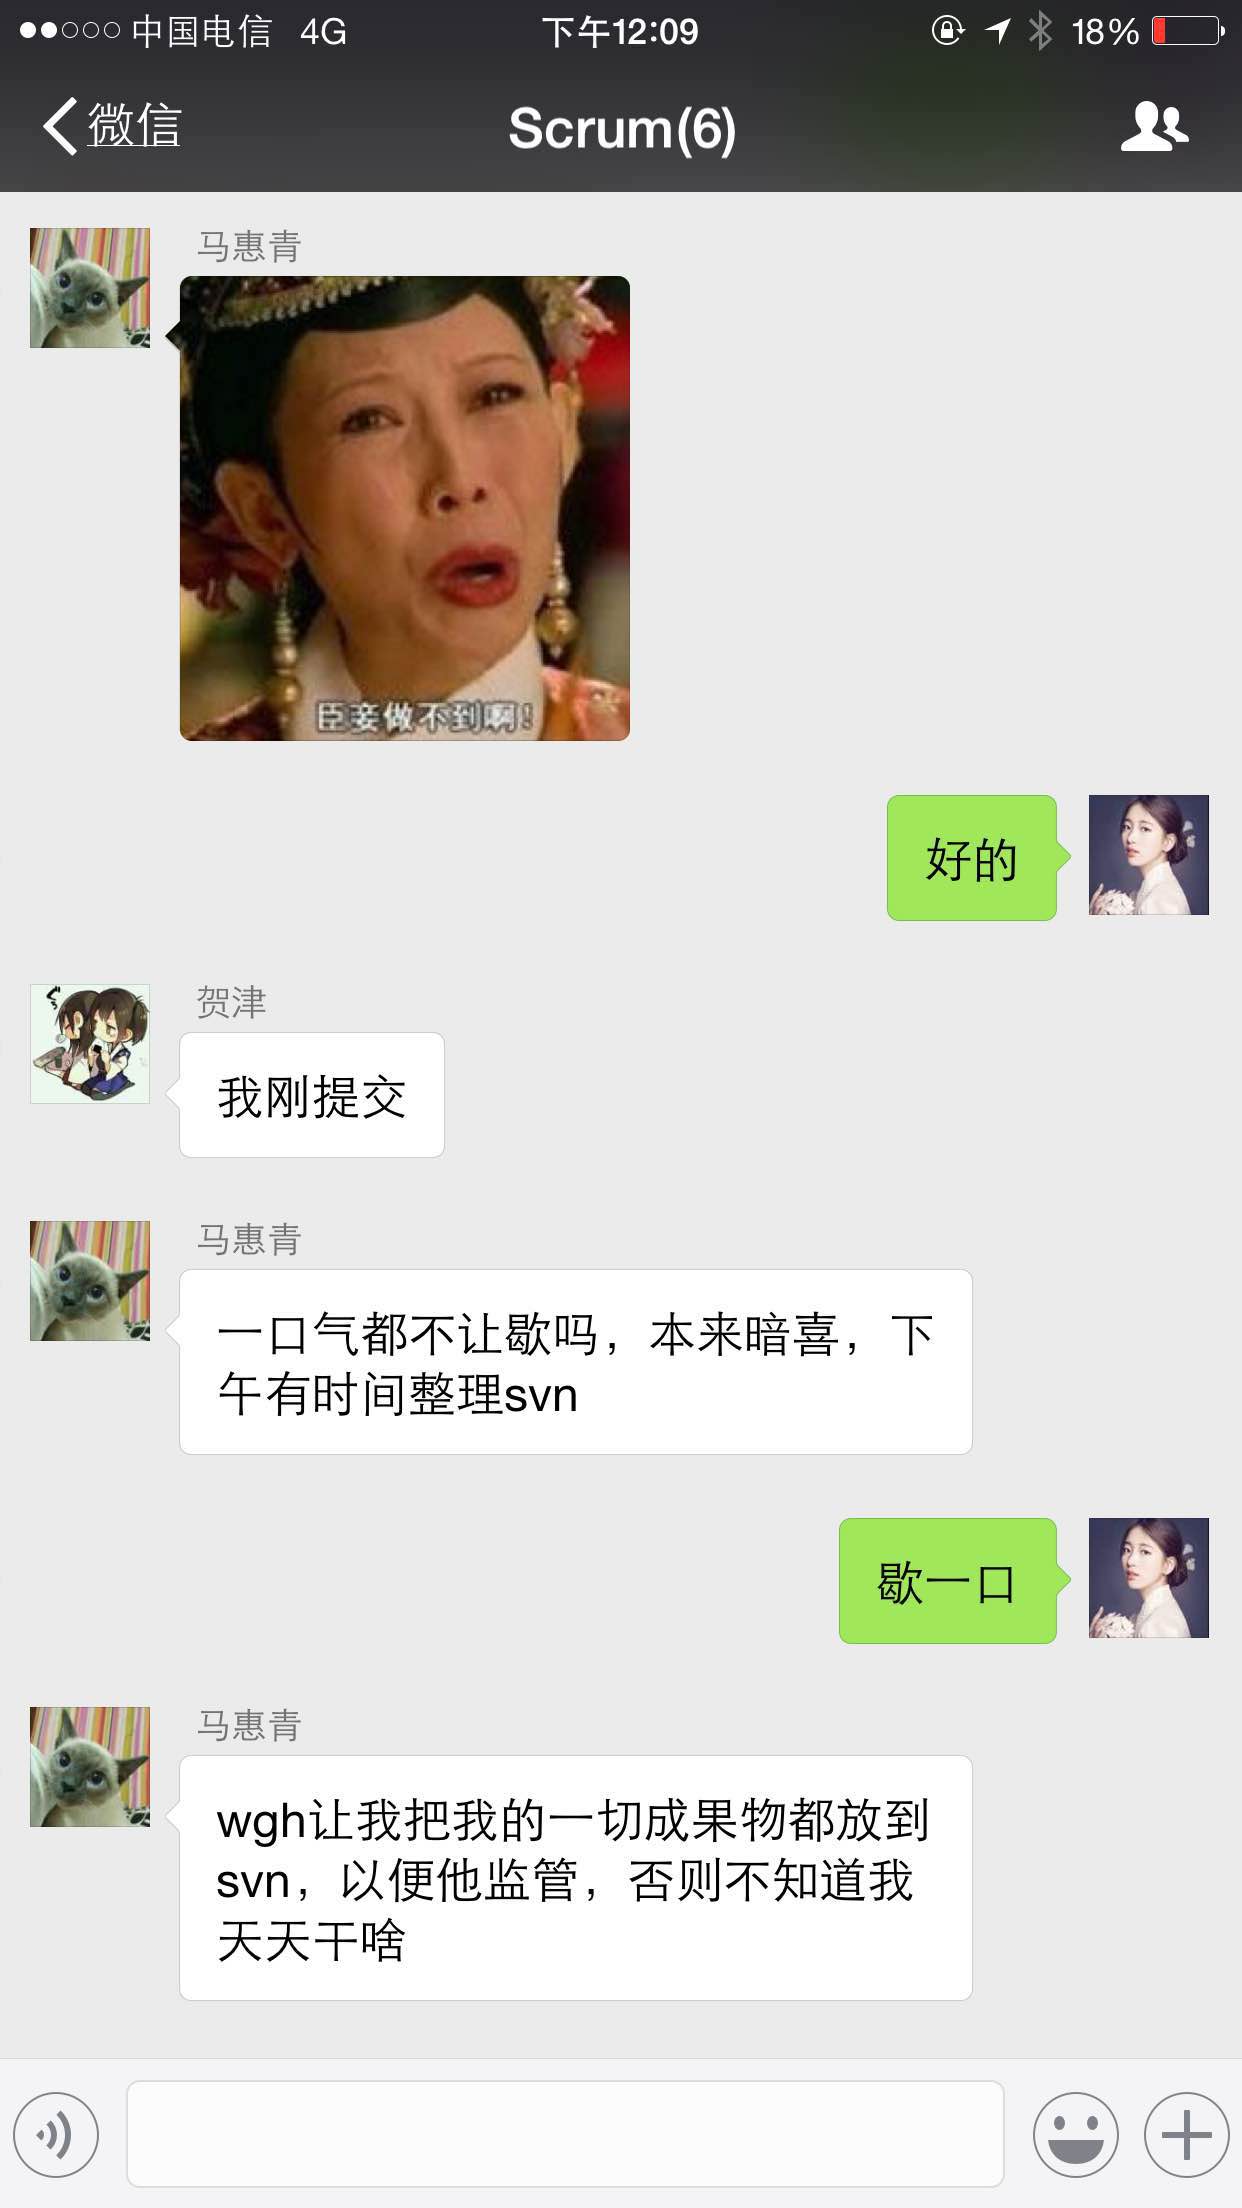 中国电信 4G 下午12:09 18%
微信 Scrum(6)
马惠青
臣妾做不到啊!
好的
贺津
我刚提交
马惠青
一口气都不让歇吗，本来暗喜，下
午有时间整理svn
歇一口
马惠青
wgh让我把我的一切成果物都放到
svn，以便他监管，否则不知道我
天天干啥